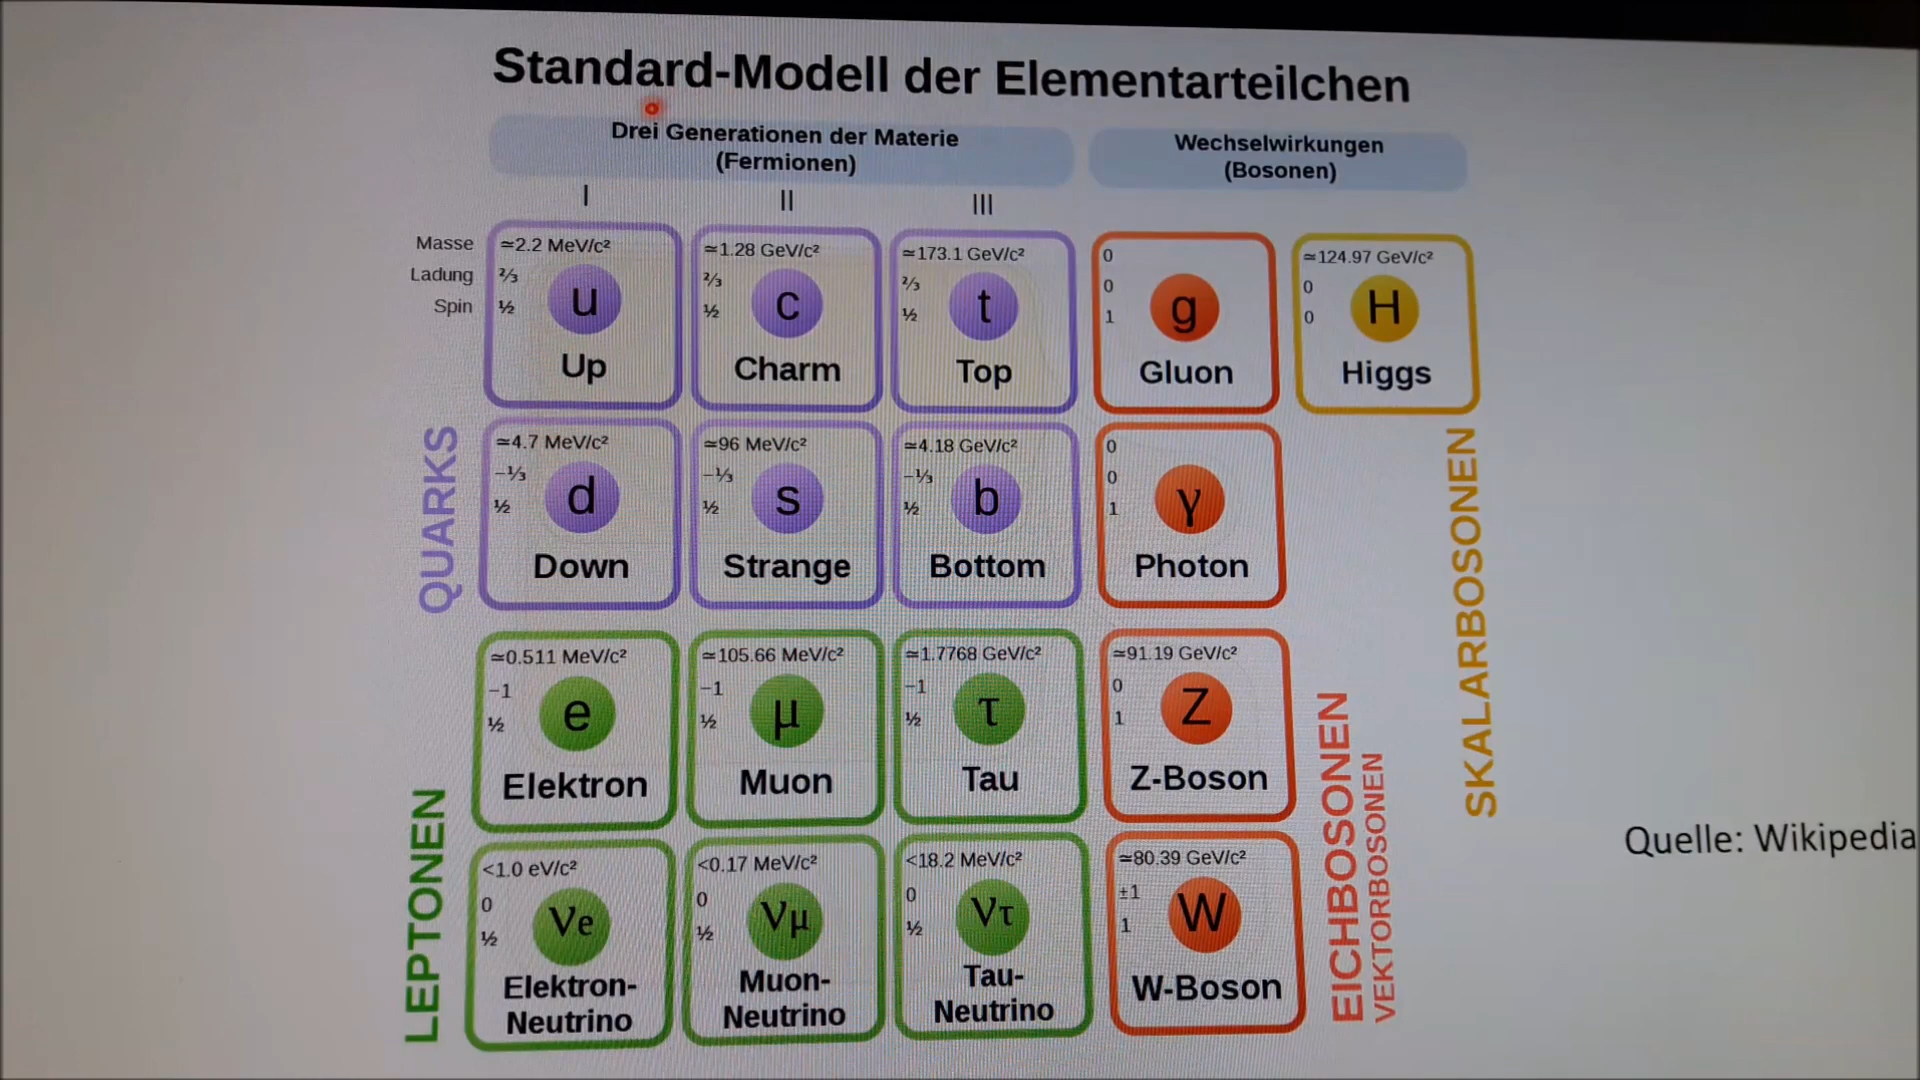 Standard-Modell der Elementarteilchen
Drei Generationen der Materie
(Fermionen)
Wechselwirkungen
(Bosonen)
I
II
III
Masse
Ladung
Spin
≃2.2 MeV/c²
⅔
½
u
Up
≃1.28 GeV/c²
⅔
½
c
Charm
≃173.1 GeV/c²
⅔
½
t
Top
0
0
1
g
Gluon
≃124.97 GeV/c²
0
0
H
Higgs
QUARKS
≃4.7 MeV/c²
−⅓
½
d
Down
≃96 MeV/c²
−⅓
½
s
Strange
≃4.18 GeV/c²
−⅓
½
b
Bottom
0
0
1
γ
Photon
SKALARBOSONEN
≃0.511 MeV/c²
−1
½
e
Elektron
≃105.66 MeV/c²
−1
½
μ
Muon
≃1.7768 GeV/c²
−1
½
τ
Tau
≃91.19 GeV/c²
0
1
Z
Z-Boson
LEPTONEN
<1.0 eV/c²
0
½
νe
Elektron-
Neutrino
<0.17 MeV/c²
0
½
νμ
Muon-
Neutrino
<18.2 MeV/c²
0
½
ντ
Tau-
Neutrino
≃80.39 GeV/c²
±1
1
W
W-Boson
EICHBOSONEN
VEKTORBOSONEN
Quelle: Wikipedia